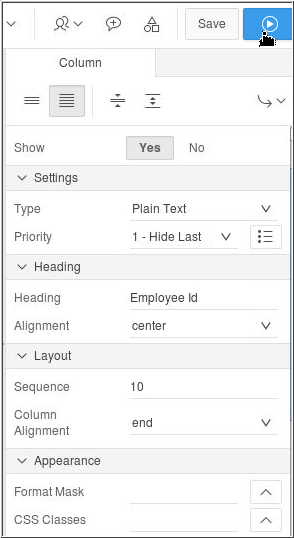 Save
Column
Show Yes No
Settings
Type Plain Text
Priority 1 - Hide Last
Heading
Heading Employee Id
Alignment center
Layout
Sequence 10
Column
Alignment end
Appearance
Format Mask
CSS Classes